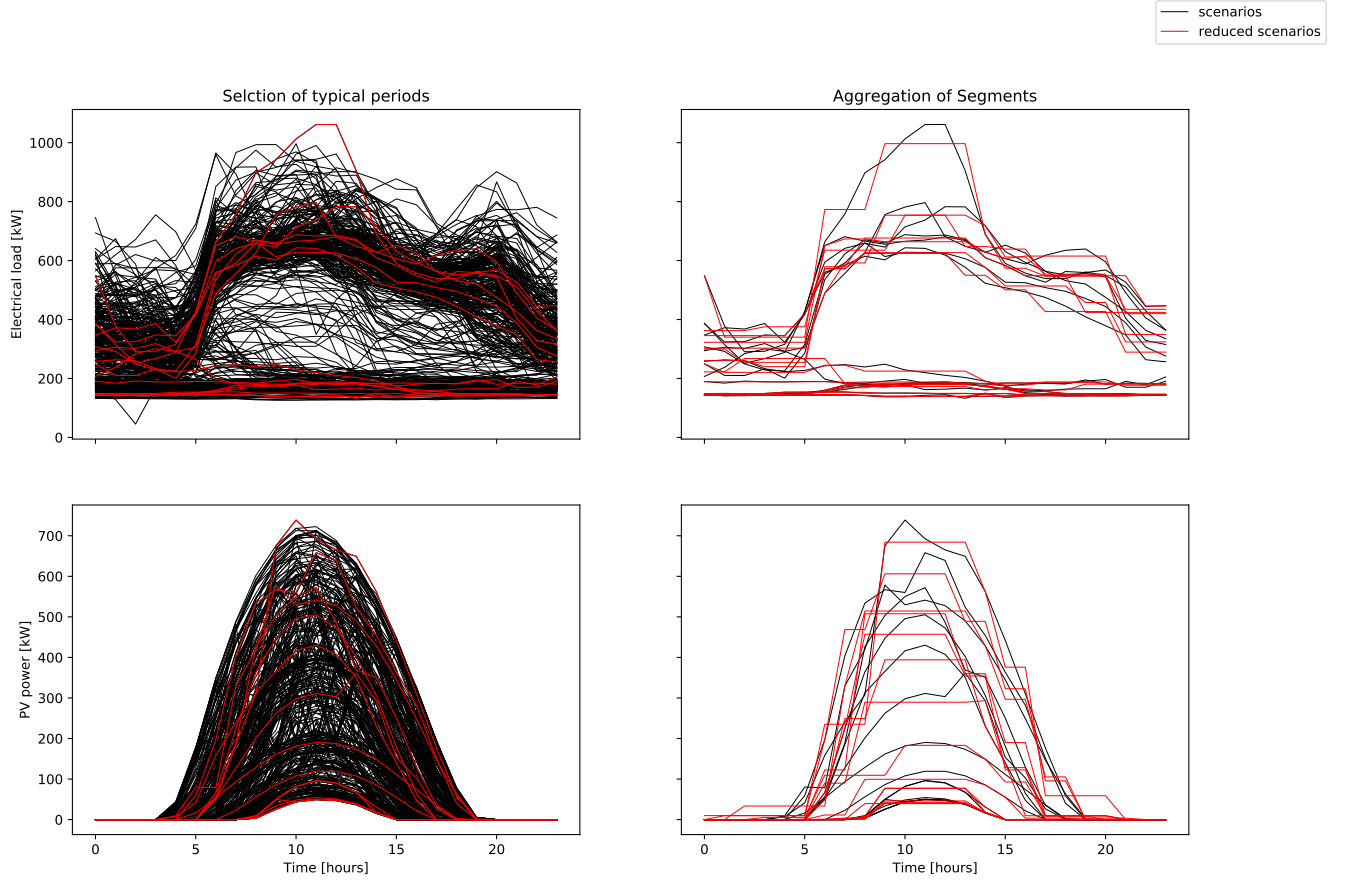 scenarios
reduced scenarios
Selction of typical periods
Aggregation of Segments
Electrical load [kW]
1000
800
600
400
200
0
PV power [kW]
700
600
500
400
300
200
100
0
0 5 10 15 20
Time [hours]
0 5 10 15 20
Time [hours]